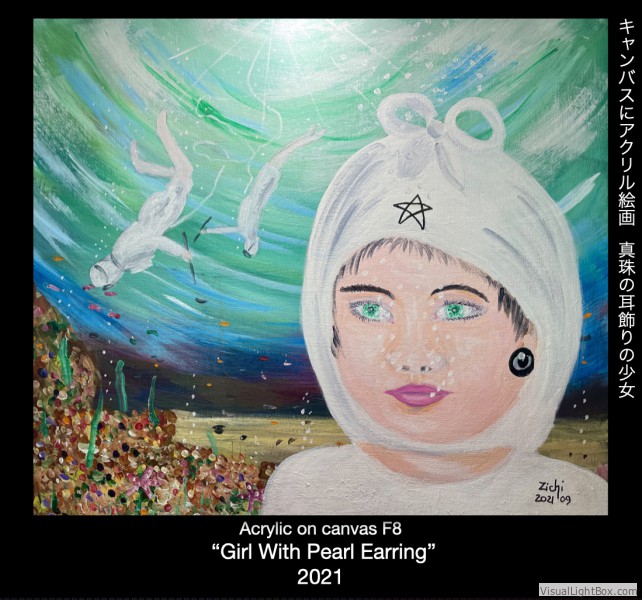 キャンバスにアクリル絵画　真珠の耳飾りの少女
Zichi
2021 09
Acrylic on canvas F8
“Girl With Pearl Earring”
2021
VisualLightBox.com